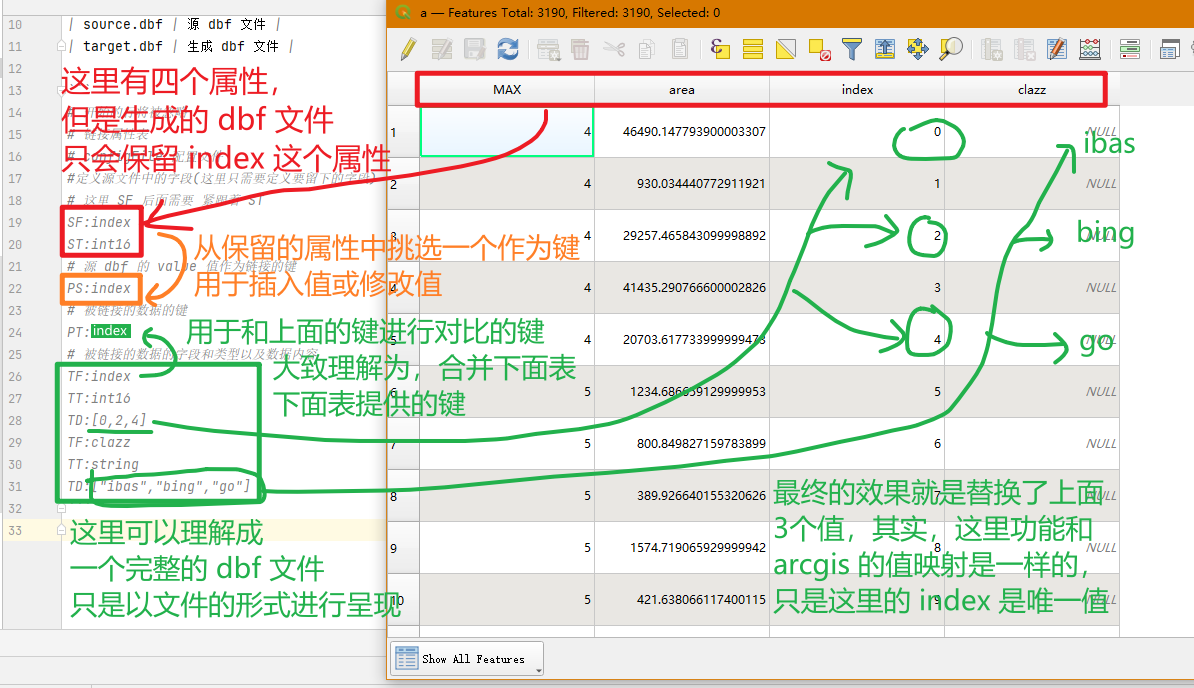 a — Features Total: 3190, Filtered: 3190, Selected: 0
10 | source.dbf | 源 dbf 文件 |
11 | target.dbf | 生成 dbf 文件 |
12
13
14
15 # 链接属性表
16
17 #定义源文件中的字段(这里只需要定义要留下的字段)
18 # 这里 SF 后面需要 紧跟着 ST
19 SF:index
20 ST:int16
21 # 源 dbf 的 value 值作为链接的键
22 PS:index
23 # 被链接的数据的键
24 PT:index
25 # 被链接的数据的字段和类型以及数据内容
26 TF:index
27 TT:int16
28 TD:[0,2,4]
29 TF:clazz
30 TT:string
31 TD:["ibas","bing","go"]
32
33
这里有四个属性,
但是生成的 dbf 文件
只会保留 index 这个属性
从保留的属性中挑选一个作为键
用于插入值或修改值
用于和上面的键进行对比的键
大致理解为，合并下面表
下面表提供的键
这里可以理解成
一个完整的 dbf 文件
只是以文件的形式进行呈现
MAX area index clazz
1 4 46490.147793900003307 0 NULL
2 4 930.034440772911921 1 NULL
3 4 29257.465843099998892 2 NULL
4 4 41435.290766600002826 3 NULL
5 4 20703.617733999999473 4 NULL
6 5 1234.686659129999953 5 NULL
7 5 800.849827159783899 6 NULL
8 5 389.926640155320626 7 NULL
9 5 1574.719065929999942 8 NULL
10 5 421.638066117400115 9 NULL
ibas
bing
go
最终的效果就是替换了上面
3个值，其实，这里功能和
arcgis 的值映射是一样的,
只是这里的 index 是唯一值
Show All Features